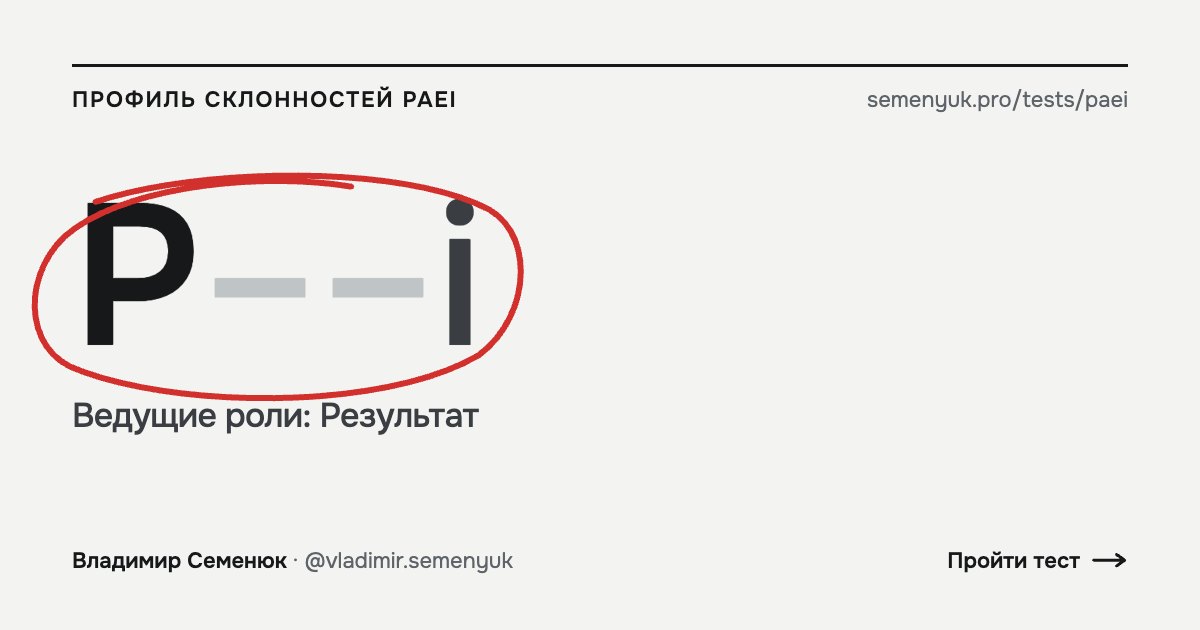 ПРОФИЛЬ СКЛОННОСТЕЙ PAEI
semenyuk.pro/tests/paei
P--i
Ведущие роли: Результат
Владимир Семенюк · @vladimir.semenyuk
Пройти тест →